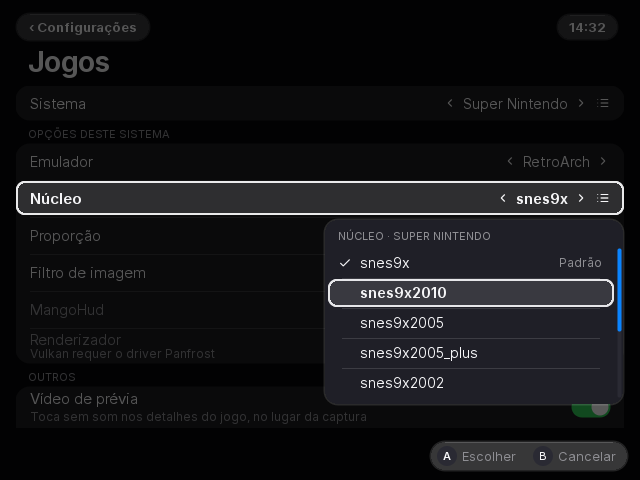 ‹ Configurações
14:32
Jogos
Sistema
Super Nintendo
OPÇÕES DESTE SISTEMA
Emulador
RetroArch
Núcleo
snes9x
Proporção
NÚCLEO · SUPER NINTENDO
snes9x
Padrão
Filtro de imagem
snes9x2010
MangoHud
snes9x2005
Renderizador
Vulkan requer o driver Panfrost
snes9x2005_plus
OUTROS
snes9x2002
Vídeo de prévia
Toca sem som nos detalhes do jogo, no lugar da captura
A Escolher B Cancelar